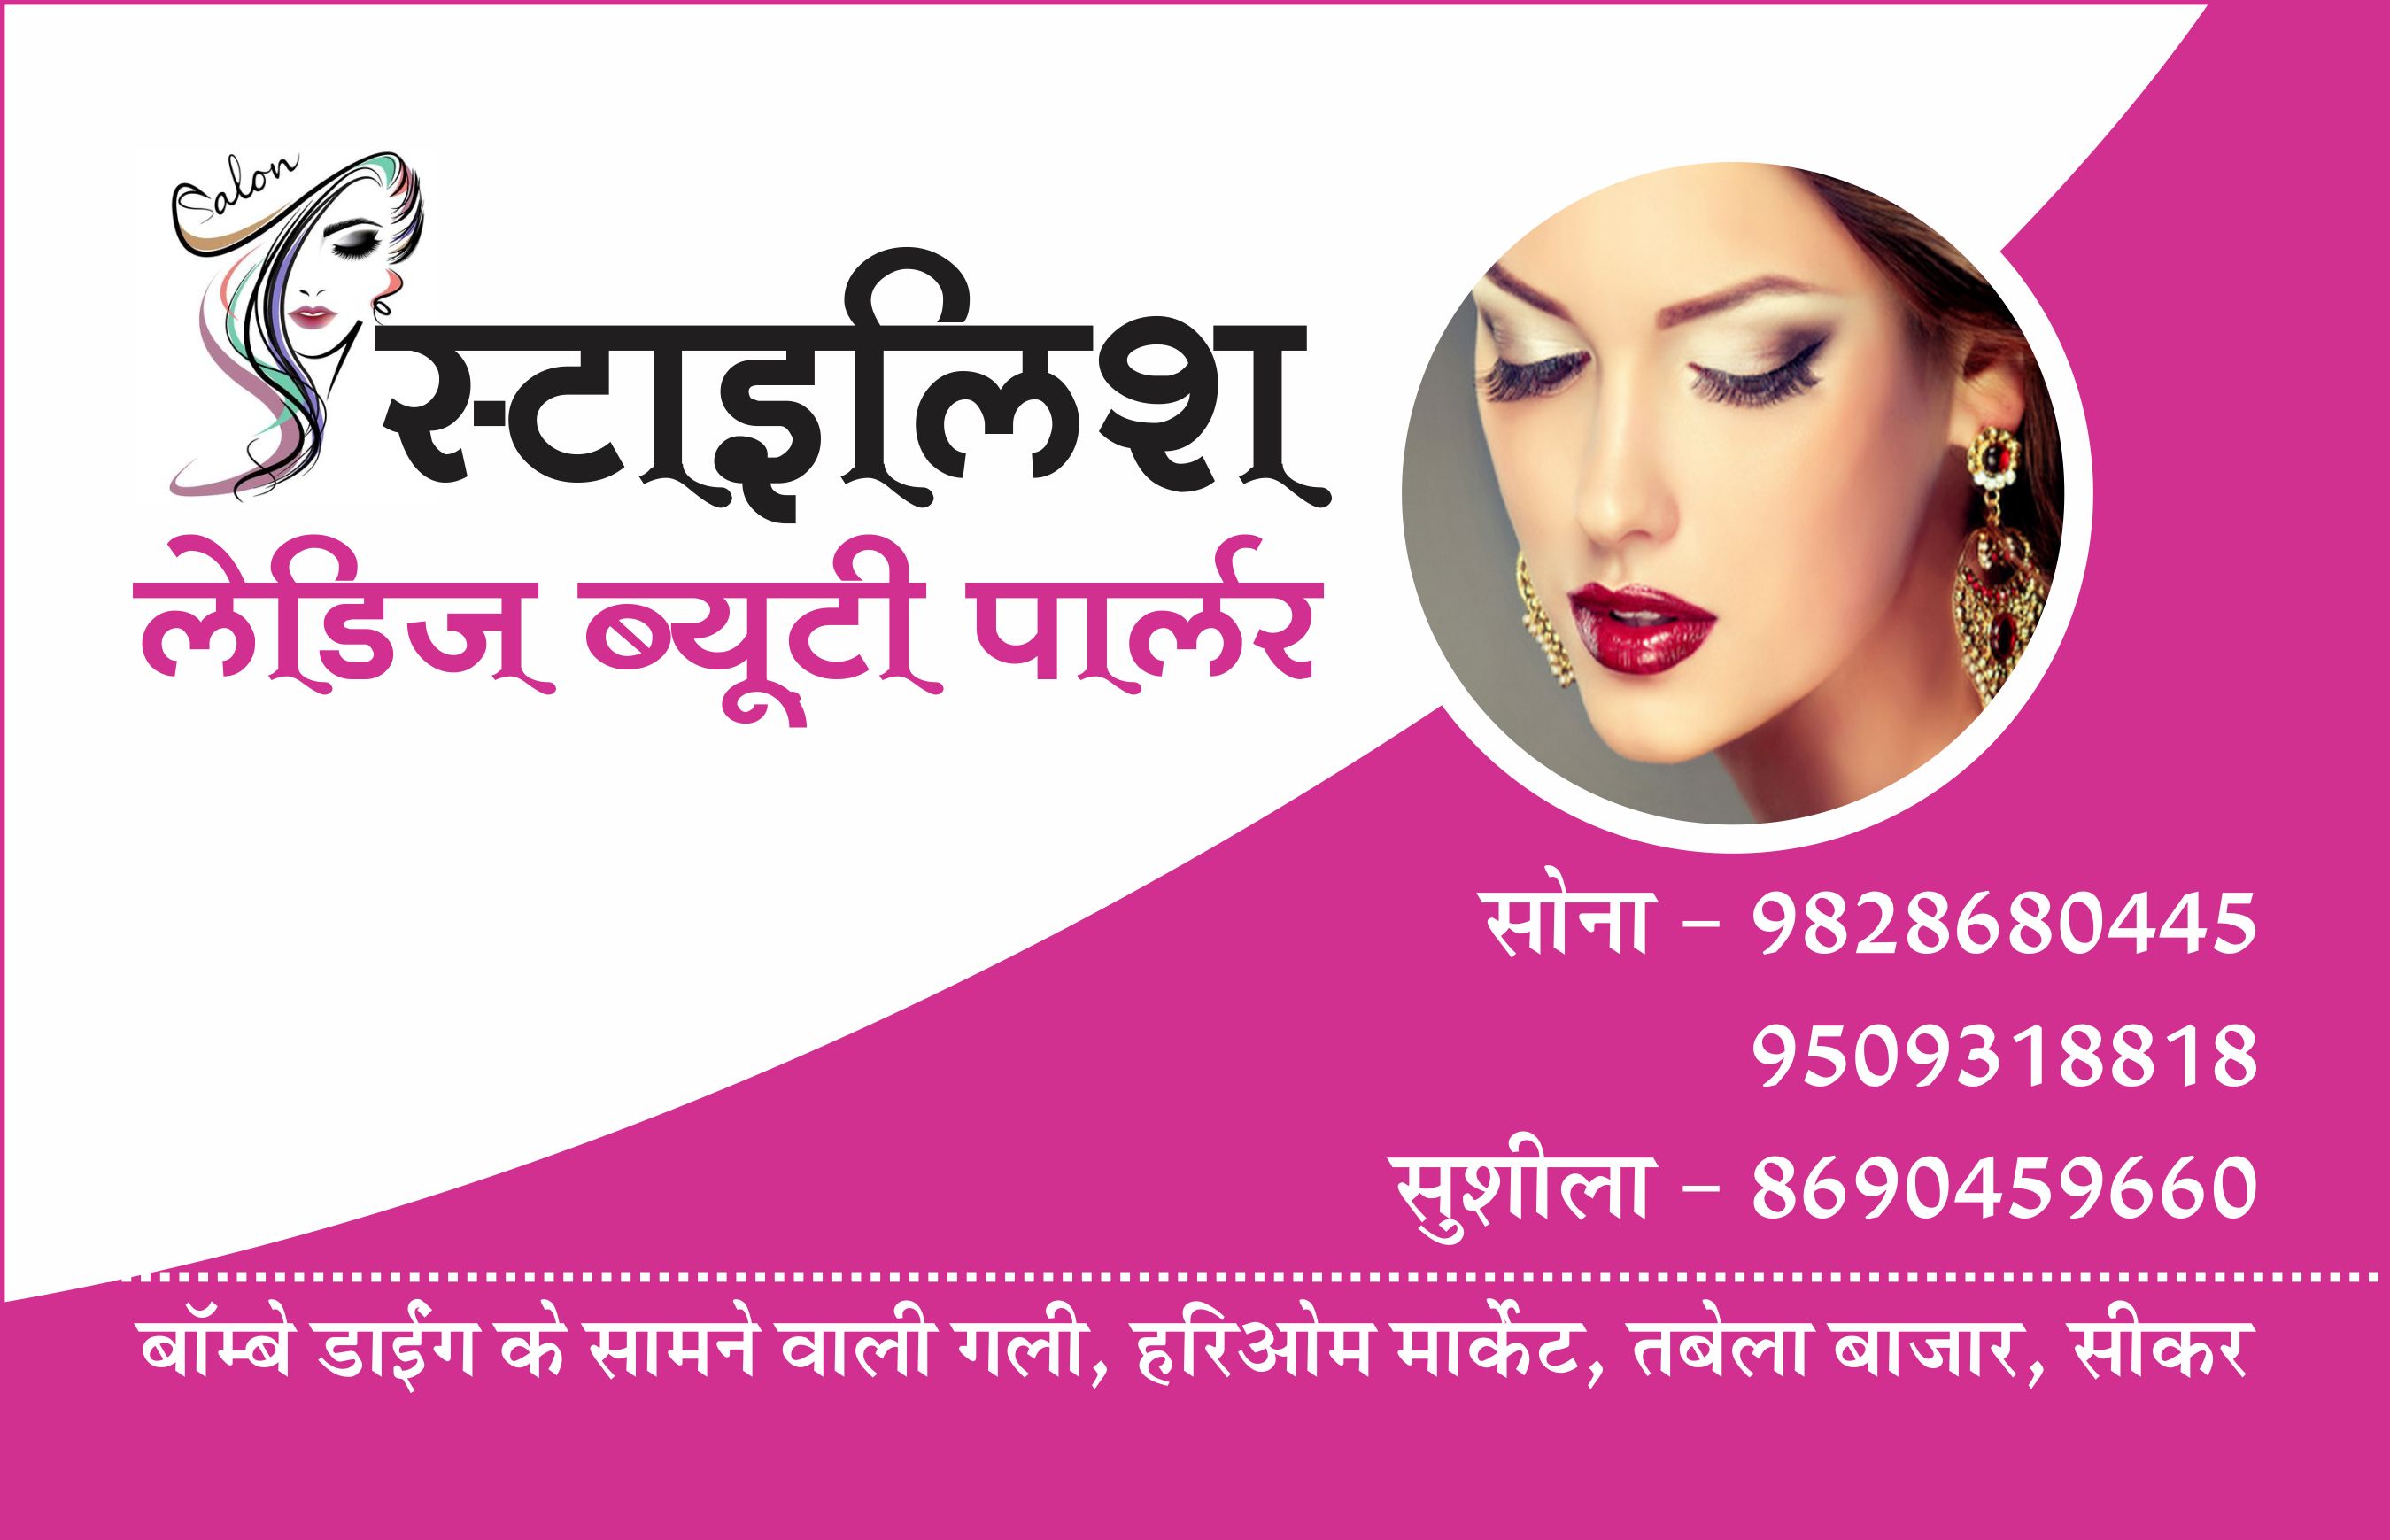 Salon
स्टाइलिश
लेडिज ब्यूटी पार्लर
सोना – 9828680445
9509318818
सुशीला – 8690459660
बॉम्बे डाईंग के सामने वाली गली, हरिओम मार्केट, तबेला बाजार, सीकर